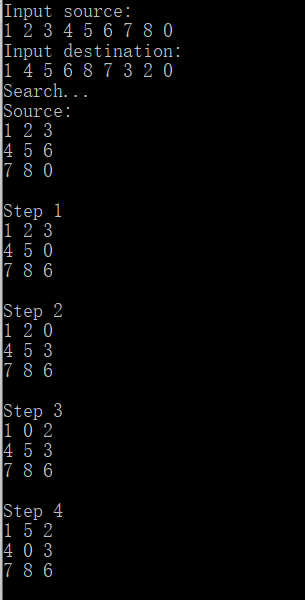 Input source:
1 2 3 4 5 6 7 8 0
Input destination:
1 4 5 6 8 7 3 2 0
Search...
Source:
1 2 3
4 5 6
7 8 0
Step 1
1 2 3
4 5 0
7 8 6
Step 2
1 2 0
4 5 3
7 8 6
Step 3
1 0 2
4 5 3
7 8 6
Step 4
1 5 2
4 0 3
7 8 6